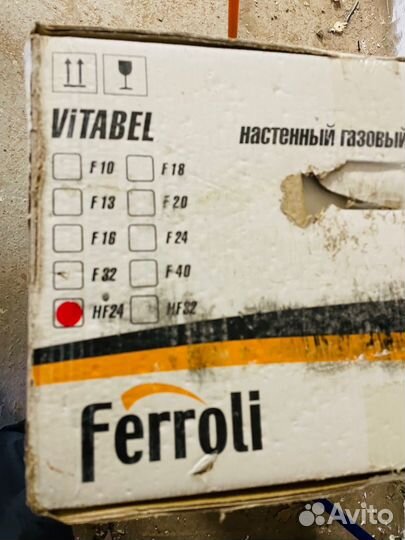 ViTABEL
настенный газовый
F10 F18
F13 F20
F16 F24
F32 F40
HF24 HF32
Ferroli
Avito